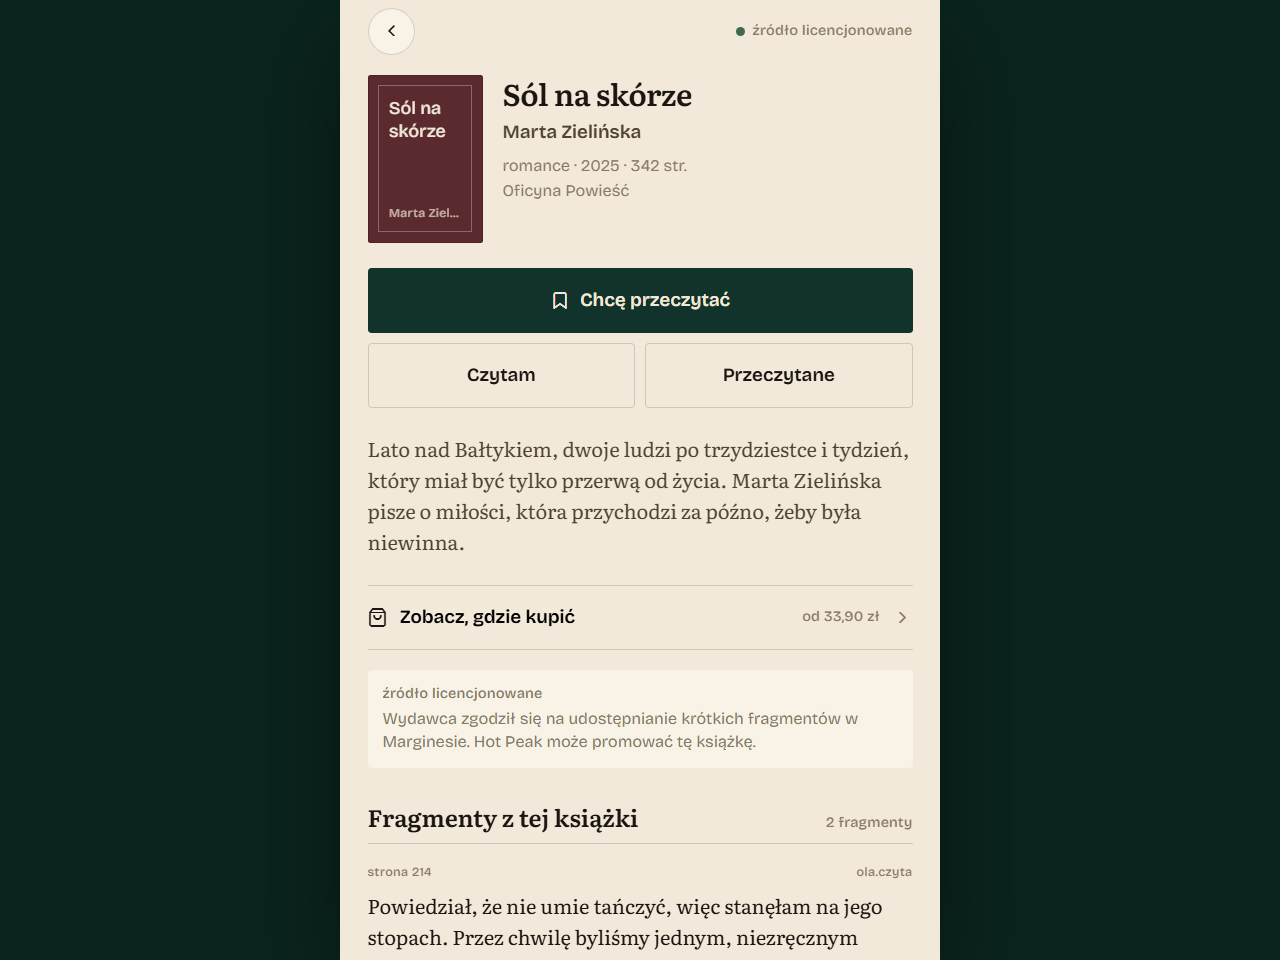 źródło licencjonowane
Sól na
skórze
Marta Ziel...
Sól na skórze
Marta Zielińska
romance · 2025 · 342 str.
Oficyna Powieść
Chcę przeczytać
Czytam
Przeczytane
Lato nad Bałtykiem, dwoje ludzi po trzydziestce i tydzień,
który miał być tylko przerwą od życia. Marta Zielińska
pisze o miłości, która przychodzi za późno, żeby była
niewinna.
Zobacz, gdzie kupić
od 33,90 zł
źródło licencjonowane
Wydawca zgodził się na udostępnianie krótkich fragmentów w
Marginesie. Hot Peak może promować tę książkę.
Fragmenty z tej książki
2 fragmenty
strona 214
ola.czyta
Powiedział, że nie umie tańczyć, więc stanęłam na jego
stopach. Przez chwilę byliśmy jednym, niezręcznym